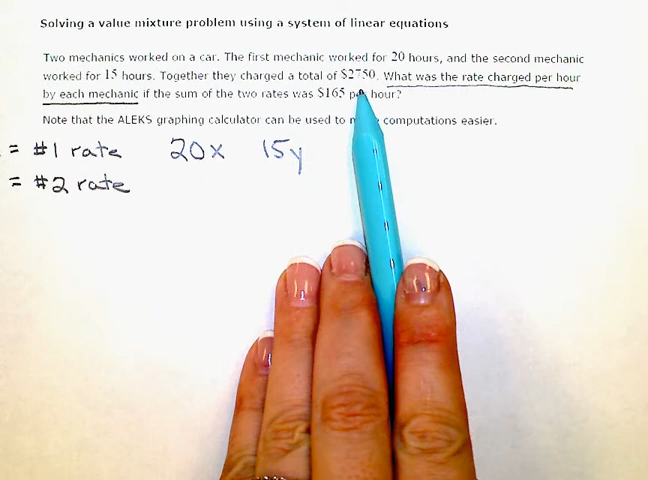 Solving a value mixture problem using a system of linear equations
Two mechanics worked on a car. The first mechanic worked for 20 hours, and the second mechanic
worked for 15 hours. Together they charged a total of $2750. What was the rate charged per hour
by each mechanic if the sum of the two rates was $165 per hour?
Note that the ALEKS graphing calculator can be used to computations easier.
= #1 rate 20x 15y
= #2 rate